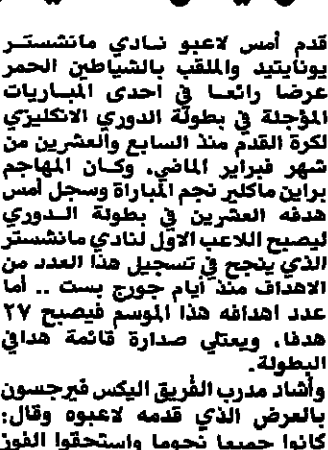 قدم أمس لاعبو نادي مانشستر
يونايتيد والملقب بالشياطين الحمر
عرضا رائعا في احدى المباريات
المؤجلة في بطولة الدوري الانكليزي
لكرة القدم منذ السابع والعشرين من
شهر فبراير الماضي. وكان المهاجم
براين ماكلير نجم المباراة وسجل أمس
هدفه العشرين في بطولة الدوري
ليصبح اللاعب الاول لنادي مانشستر
الذي ينجح في تسجيل هذا العدد من
الاهداف منذ أيام جورج بست .. أما
عدد اهدافه هذا الموسم فيصبح ٢٧
هدفا. ويعتلي صدارة قائمة هدافي
البطولة.
وأشاد مدرب الفريق اليكس فيرجسون
بالعرض الذي قدمه لاعبوه وقال:
كانوا جميعا نجوما واستحقوا الفوز